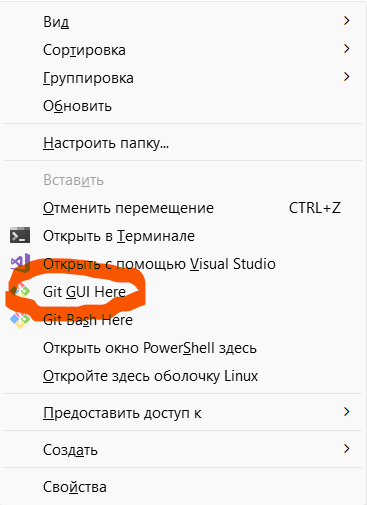 Вид
Сортировка
Группировка
Обновить
Настроить папку...
Вставить
Отменить перемещение CTRL+Z
Открыть в Терминале
Открыть с помощью Visual Studio
Git GUI Here
Git Bash Here
Открыть окно PowerShell здесь
Откройте здесь оболочку Linux
Предоставить доступ к
Создать
Свойства